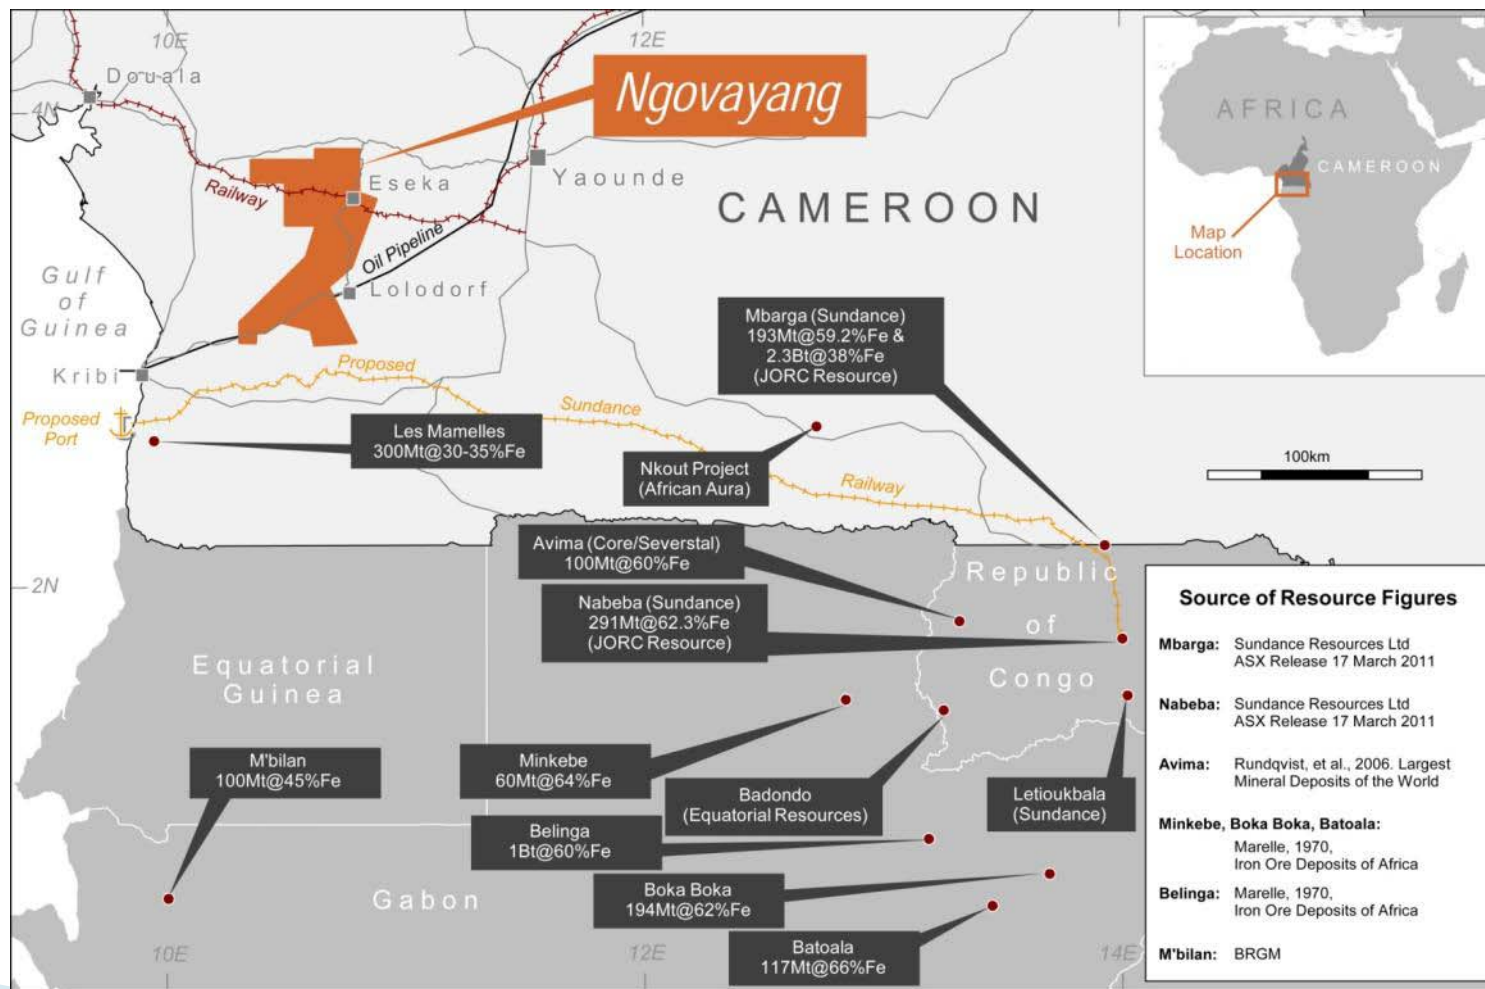 10E
12E
Douala
4N
Ngovayang
Eseka
Railway
Yaounde
CAMEROON
Oil Pipeline
Lolodorf
Gulf
of
Guinea
Kribi
Proposed
Sundance
Railway
Proposed
Port
Les Mamelles
300Mt@30-35%Fe
Mbarga (Sundance)
193Mt@59.2%Fe &
2.3Bt@38%Fe
(JORC Resource)
Nkout Project
(African Aura)
AFRICA
CAMEROON
Map
Location
100km
2N
Avima (Core/Severstal)
100Mt@60%Fe
Nabeba (Sundance)
291Mt@62.3%Fe
(JORC Resource)
Republic
of
Congo
Equatorial
Guinea
M'bilan
100Mt@45%Fe
Minkebe
60Mt@64%Fe
Badondo
(Equatorial Resources)
Letioukbala
(Sundance)
Belinga
1Bt@60%Fe
Boka Boka
194Mt@62%Fe
Gabon
Batoala
117Mt@66%Fe
10E
12E
14E
Source of Resource Figures
Mbarga: Sundance Resources Ltd
ASX Release 17 March 2011
Nabeba: Sundance Resources Ltd
ASX Release 17 March 2011
Avima: Rundqvist, et al., 2006. Largest
Mineral Deposits of the World
Minkebe, Boka Boka, Batoala:
Marelle, 1970,
Iron Ore Deposits of Africa
Belinga: Marelle, 1970,
Iron Ore Deposits of Africa
M'bilan: BRGM